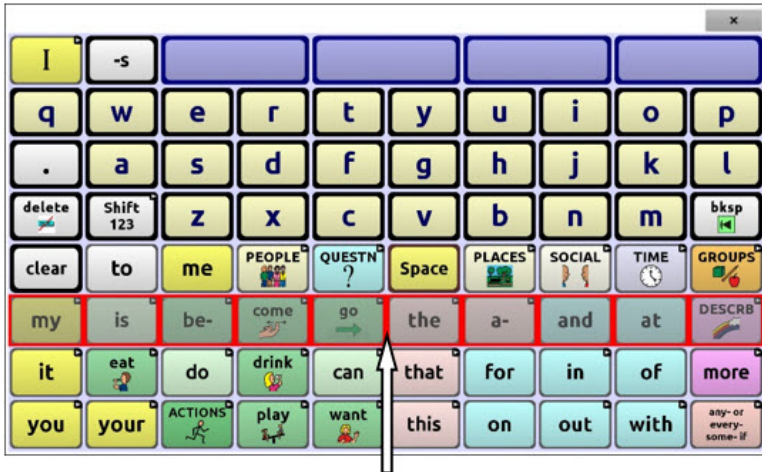 ×
I -s
q w e r t y u i o p
. a s d f g h j k l
delete Shift 123 z x c v b n m bksp
clear to me PEOPLE QUESTN ? Space PLACES SOCIAL TIME GROUPS
my is be- come go the a- and at DESCRB
it eat do drink can that for in of more
you your ACTIONS play want this on out with any- or every- some- if